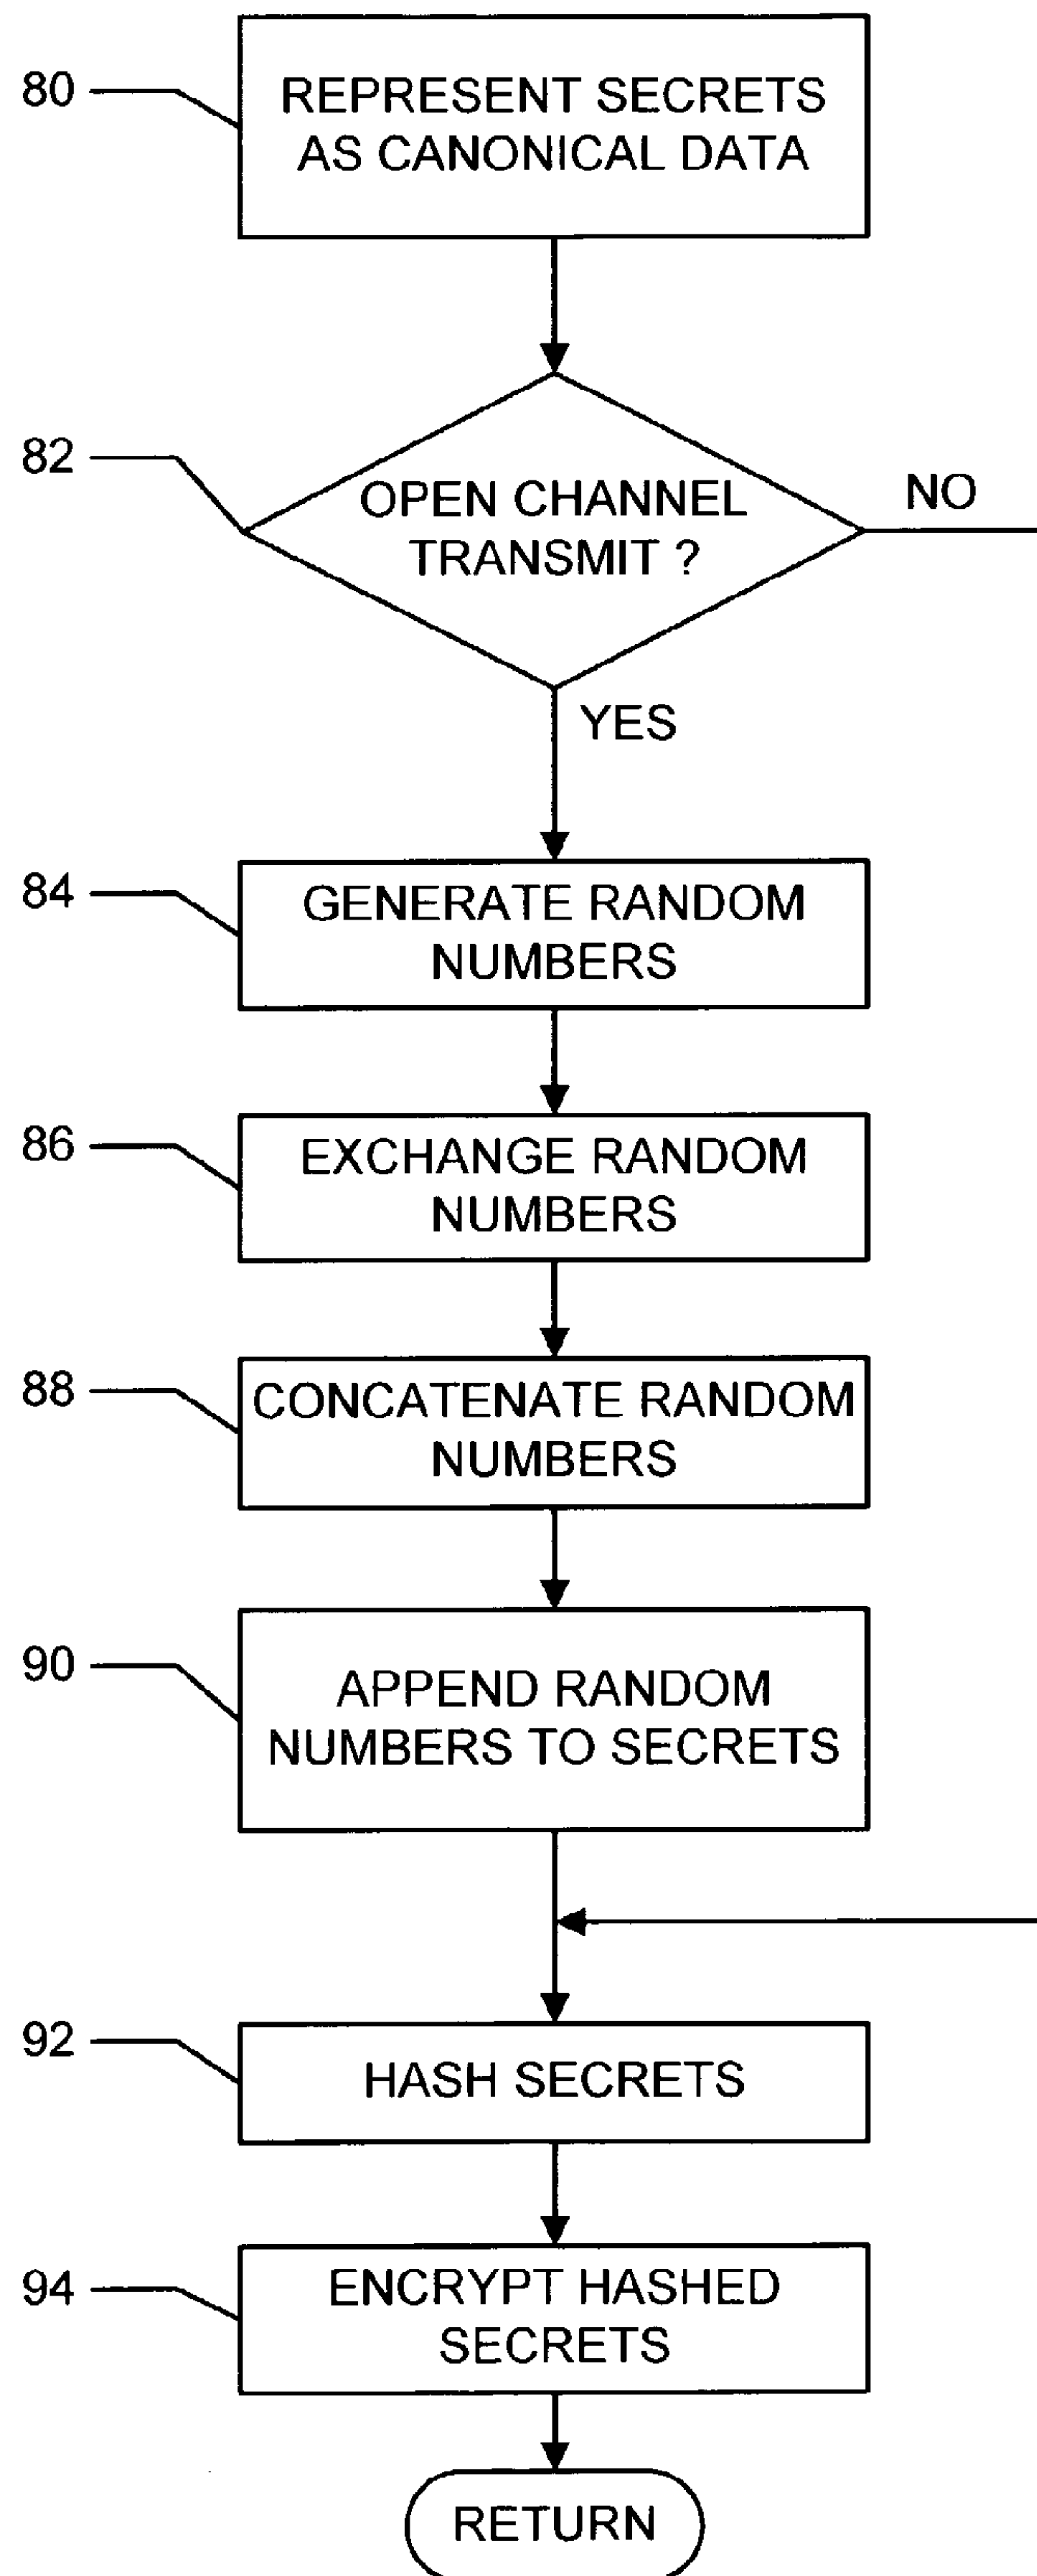 80
REPRESENT SECRETS
AS CANONICAL DATA
82
OPEN CHANNEL
TRANSMIT ?
NO
YES
84
GENERATE RANDOM
NUMBERS
86
EXCHANGE RANDOM
NUMBERS
88
CONCATENATE RANDOM
NUMBERS
90
APPEND RANDOM
NUMBERS TO SECRETS
92
HASH SECRETS
94
ENCRYPT HASHED
SECRETS
RETURN